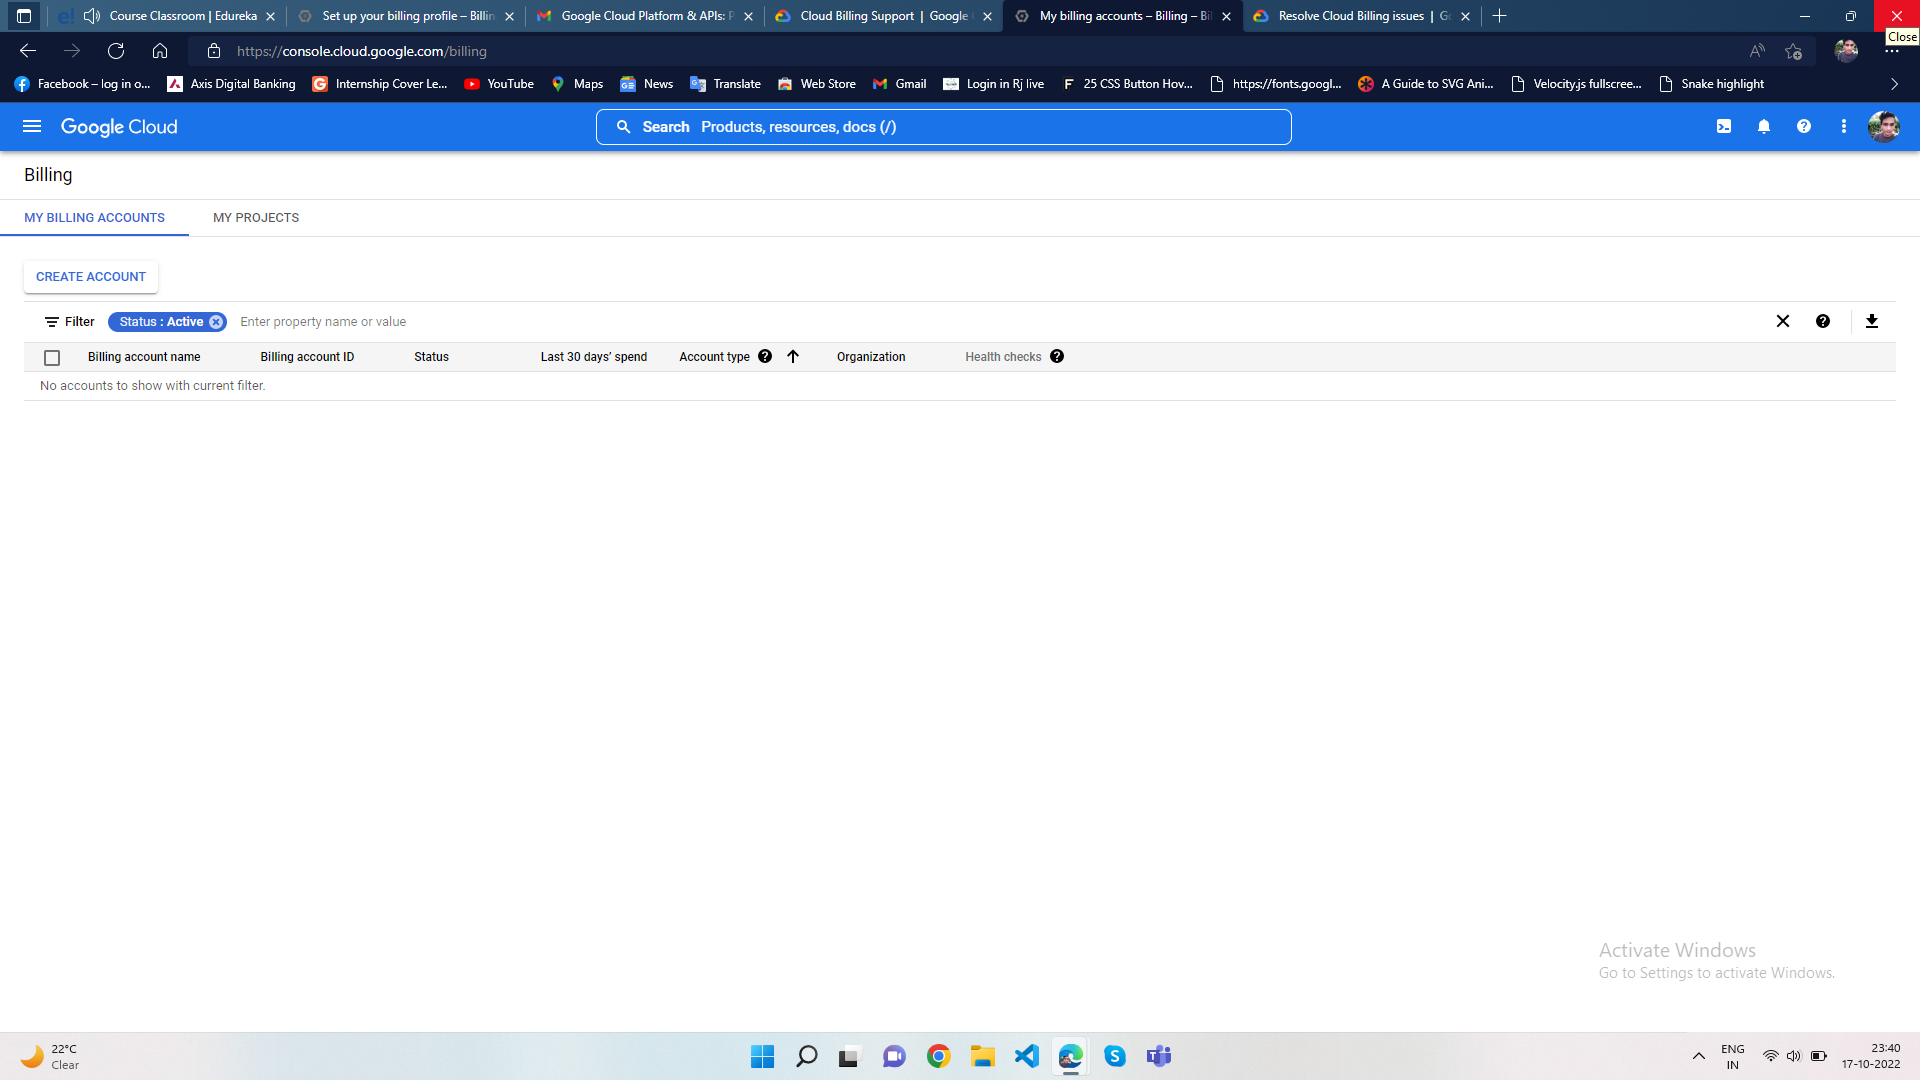 Course Classroom | Edureka
Set up your billing profile – Billin
Google Cloud Platform & APIs: P
Cloud Billing Support | Google
My billing accounts – Billing – Bi
Resolve Cloud Billing issues | Go
Close
https://console.cloud.google.com/billing
Facebook – log in o...
Axis Digital Banking
Internship Cover Le...
YouTube
Maps
News
Translate
Web Store
Gmail
Login in Rj live
25 CSS Button Hov...
https://fonts.googl...
A Guide to SVG Ani...
Velocity.js fullscree...
Snake highlight
Google Cloud
Search Products, resources, docs (/)
Billing
MY BILLING ACCOUNTS
MY PROJECTS
CREATE ACCOUNT
Filter
Status : Active
Enter property name or value
Billing account name
Billing account ID
Status
Last 30 days' spend
Account type
Organization
Health checks
No accounts to show with current filter.
Activate Windows
Go to Settings to activate Windows.
22°C
Clear
ENG
IN
23:40
17-10-2022